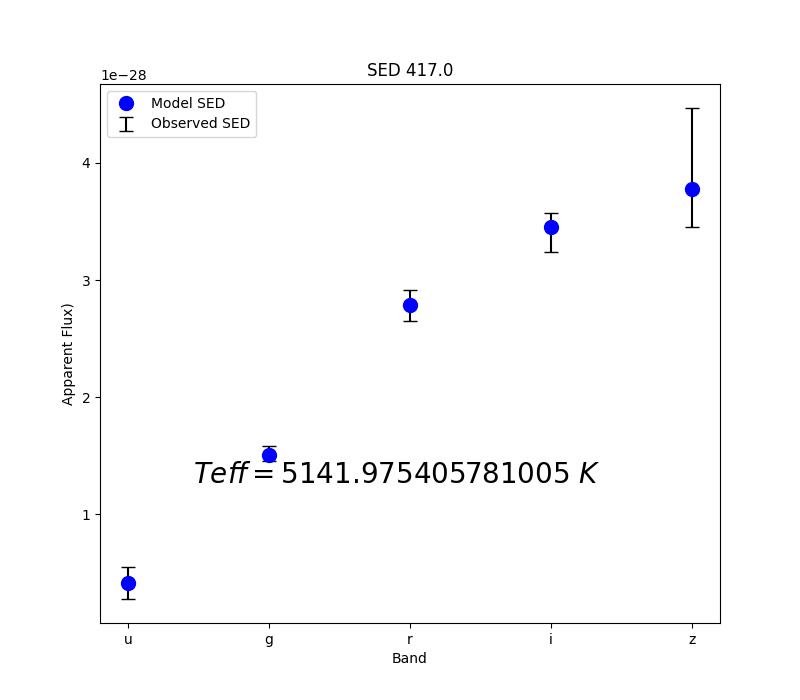 SED 417.0
1e−28
Model SED
Observed SED
4
3
2
1
Apparent Flux)
Teff = 5141.975405781005 K
u g r i z
Band